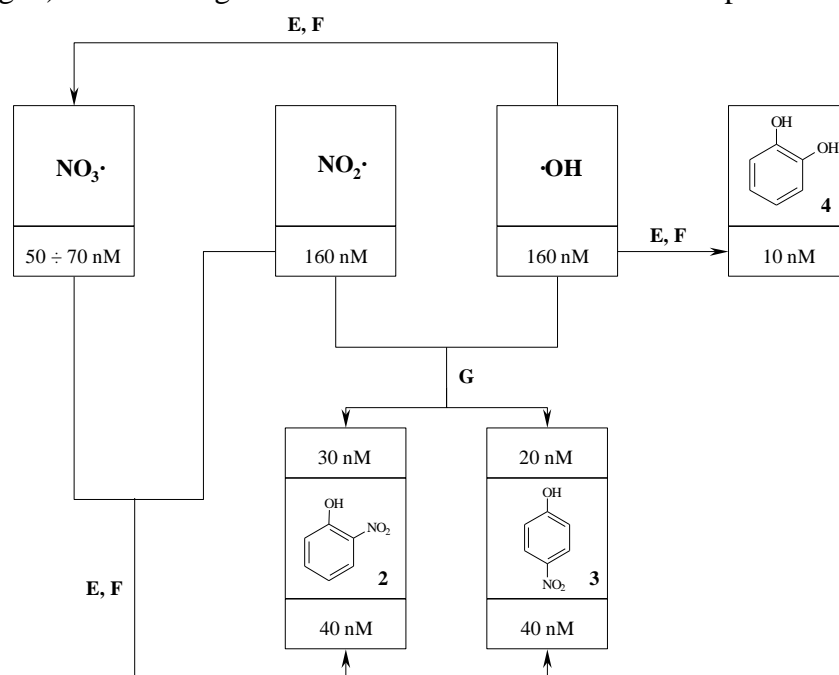 E, F
NO₃·
NO₂·
·OH
OH
OH
4
50 ÷ 70 nM
160 nM
160 nM
E, F
10 nM
G
30 nM
20 nM
OH
NO₂
2
OH
NO₂
3
E, F
40 nM
40 nM